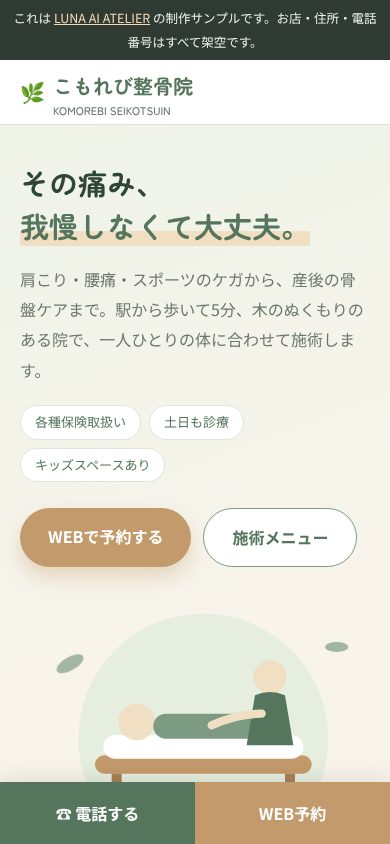 これは LUNA AI ATELIER の制作サンプルです。お店・住所・電話
番号はすべて架空です。
こもれび整骨院
KOMOREBI SEIKOTSUIN
その痛み、
我慢しなくて大丈夫。
肩こり・腰痛・スポーツのケガから、産後の骨
盤ケアまで。駅から歩いて5分、木のぬくもりの
ある院で、一人ひとりの体に合わせて施術しま
す。
各種保険取扱い 土日も診療
キッズスペースあり
WEBで予約する 施術メニュー
☎ 電話する WEB予約